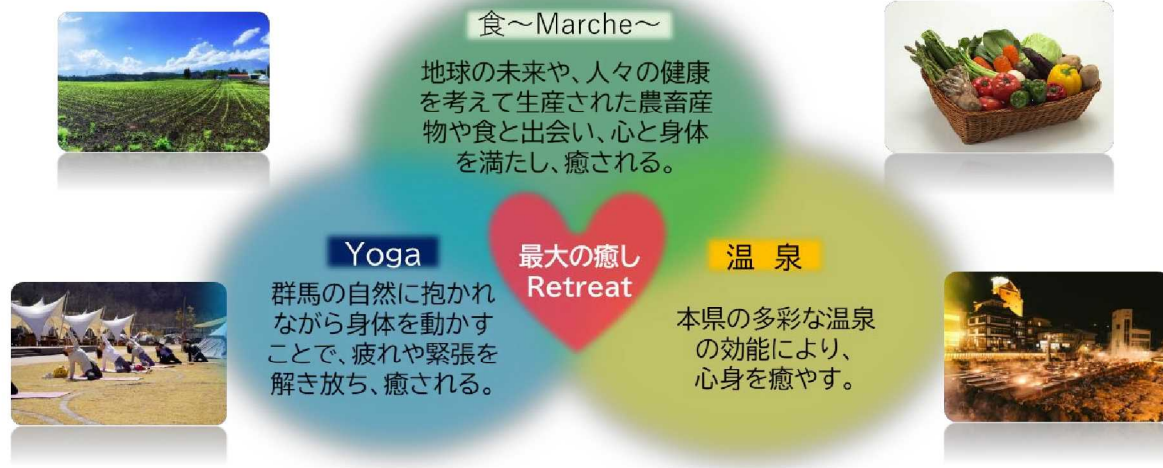 食～Marche～
地球の未来や、人々の健康
を考えて生産された農畜産
物や食と出会い、心と身体
を満たし、癒される。
Yoga
群馬の自然に抱かれ
ながら身体を動かす
ことで、疲れや緊張を
解き放ち、癒される。
最大の癒し
Retreat
温 泉
本県の多彩な温泉
の効能により、
心身を癒やす。